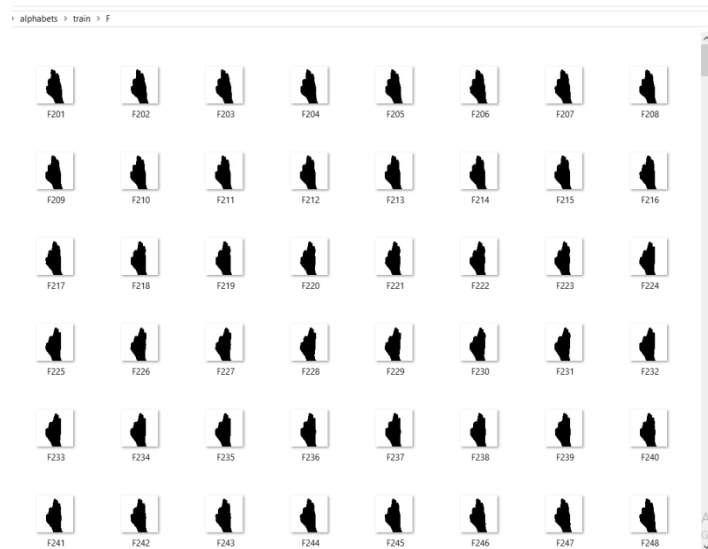 › alphabets > train > F
F201 F202 F203 F204 F205 F206 F207 F208
F209 F210 F211 F212 F213 F214 F215 F216
F217 F218 F219 F220 F221 F222 F223 F224
F225 F226 F227 F228 F229 F230 F231 F232
F233 F234 F235 F236 F237 F238 F239 F240
F241 F242 F243 F244 F245 F246 F247 F248